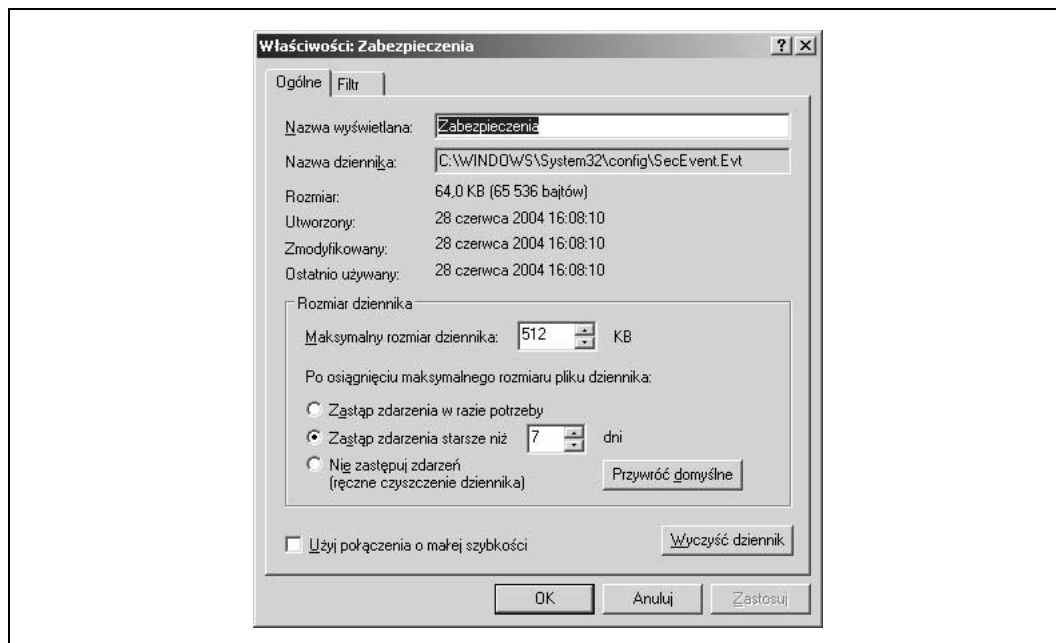 Właściwości: Zabezpieczenia
Ogólne Filtr
Nazwa wyświetlana: Zabezpieczenia
Nazwa dziennika: C:\WINDOWS\System32\config\SecEvent.Evt
Rozmiar: 64,0 KB (65 536 bajtów)
Utworzony: 28 czerwca 2004 16:08:10
Zmodyfikowany: 28 czerwca 2004 16:08:10
Ostatnio używany: 28 czerwca 2004 16:08:10
Rozmiar dziennika
Maksymalny rozmiar dziennika: 512 KB
Po osiągnięciu maksymalnego rozmiaru pliku dziennika:
Zastąp zdarzenia w razie potrzeby
Zastąp zdarzenia starsze niż 7 dni
Nie zastępuj zdarzeń
(ręczne czyszczenie dziennika)
Przywróć domyślne
Użyj połączenia o małej szybkości
Wyczyść dziennik
OK Anuluj Zastosuj